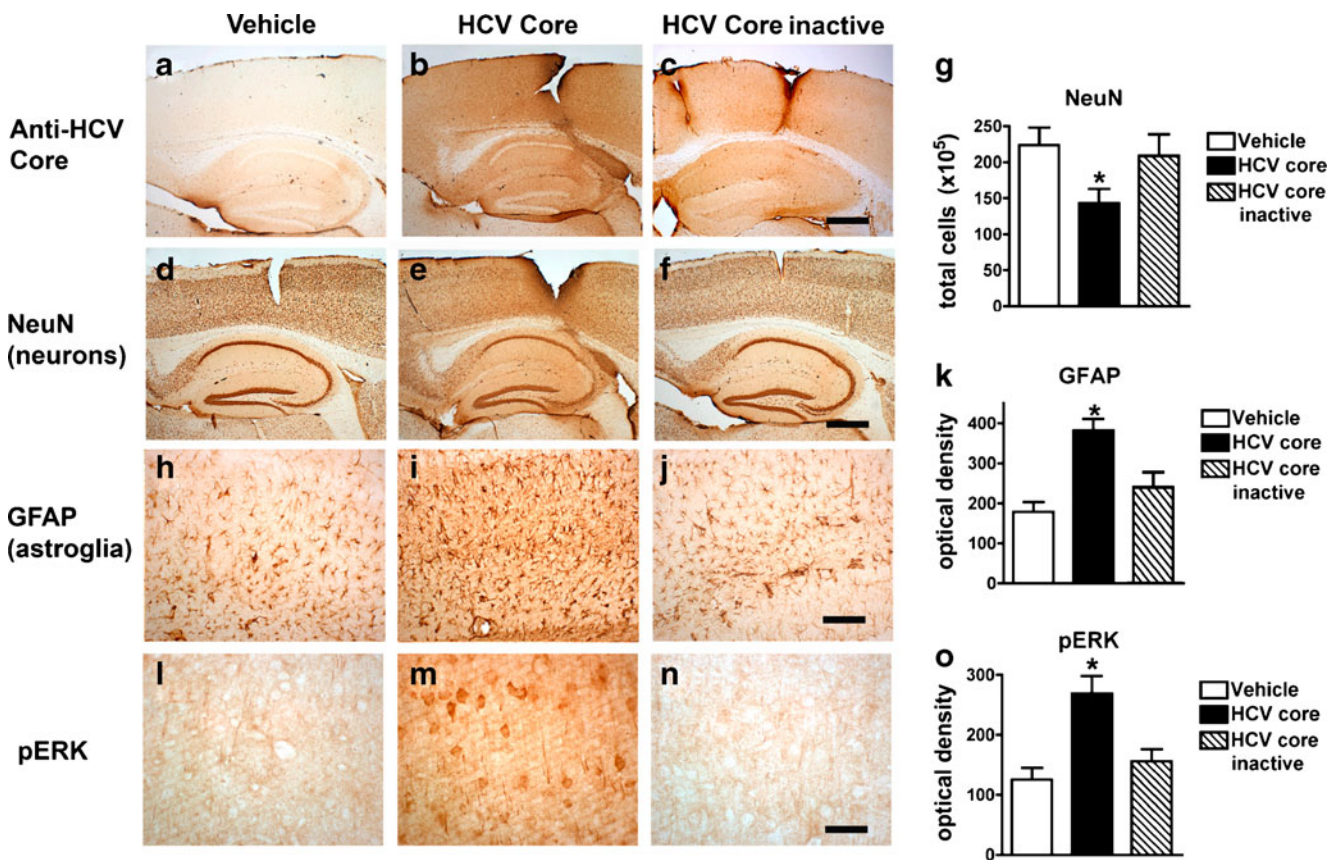 Vehicle
HCV Core
HCV Core inactive
Anti-HCV
Core
a
b
c
NeuN
(neurons)
d
e
f
GFAP
(astroglia)
h
i
j
pERK
l
m
n
g
NeuN
total cells (x10⁵)
250
200
150
100
50
0
*
Vehicle
HCV core
HCV core
inactive
k
GFAP
optical density
400
300
200
100
0
*
Vehicle
HCV core
HCV core
inactive
o
pERK
optical density
300
200
100
0
*
Vehicle
HCV core
HCV core
inactive